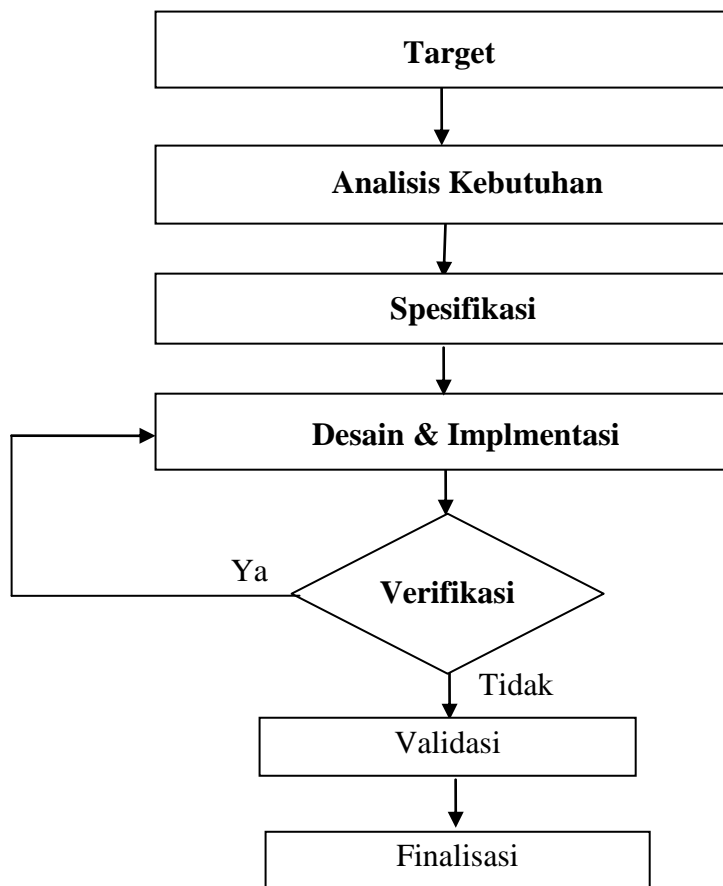 Target
Analisis Kebutuhan
Spesifikasi
Desain & Implmentasi
Ya
Verifikasi
Tidak
Validasi
Finalisasi